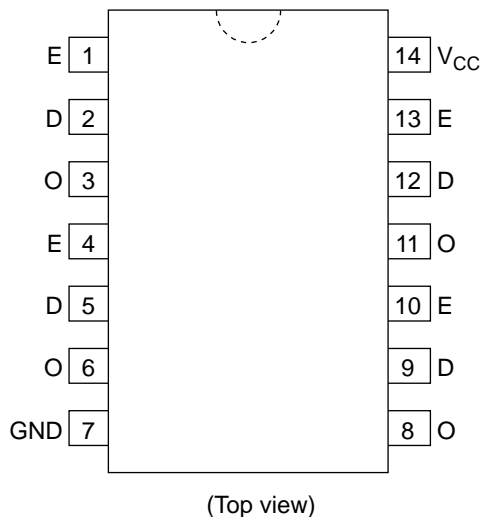 E 1 14 VCC
D 2 13 E
O 3 12 D
E 4 11 O
D 5 10 E
O 6 9 D
GND 7 8 O
(Top view)